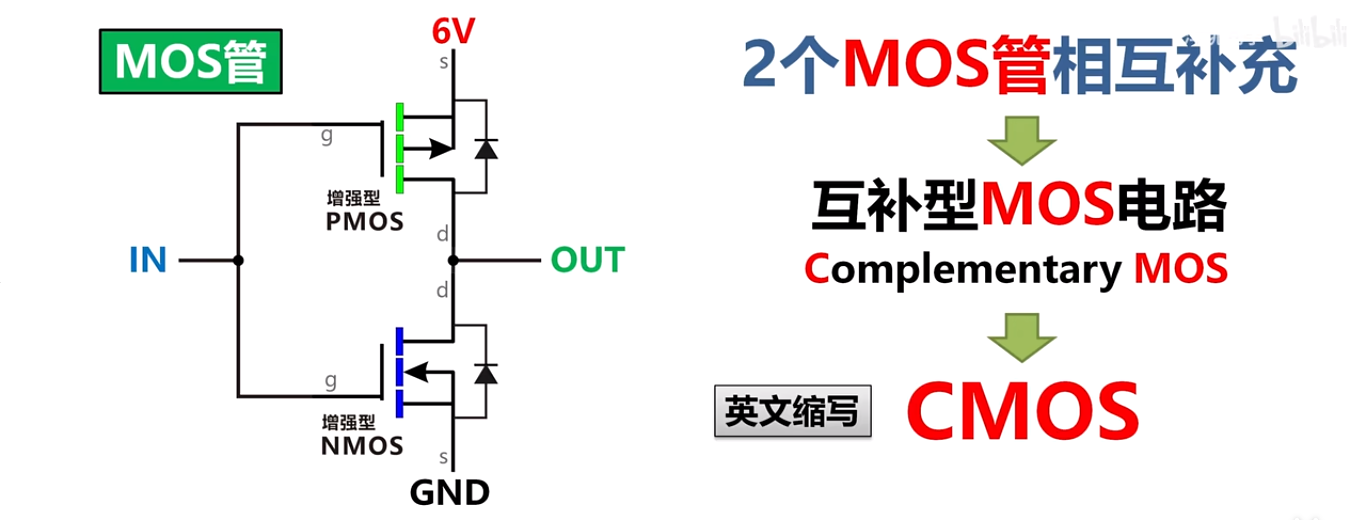 MOS管
6V
s
g
增强型
PMOS
d
IN
OUT
d
g
增强型
NMOS
s
GND
2个MOS管相互补充
互补型MOS电路
Complementary MOS
英文缩写
CMOS
bilibili